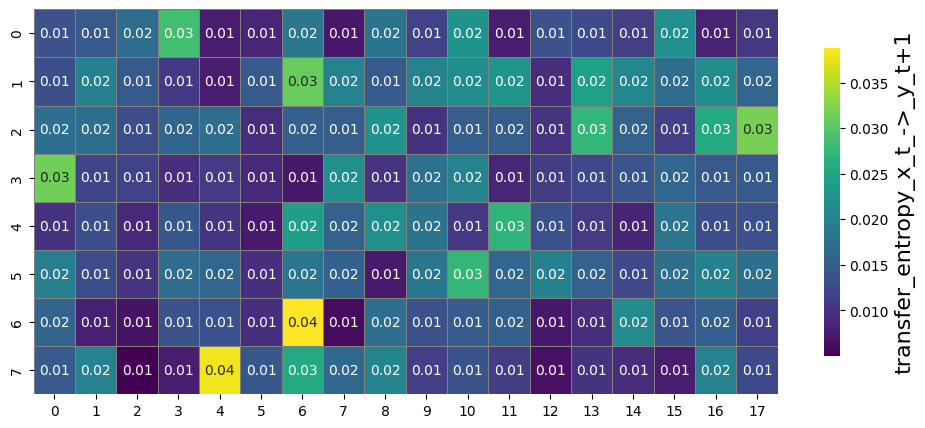 0 0.01 0.01 0.02 0.03 0.01 0.01 0.02 0.01 0.02 0.01 0.02 0.01 0.01 0.01 0.01 0.02 0.01 0.01
1 0.01 0.02 0.02 0.01 0.01 0.01 0.03 0.02 0.01 0.02 0.02 0.02 0.01 0.02 0.02 0.02 0.02 0.02
2 0.02 0.02 0.01 0.02 0.02 0.01 0.02 0.01 0.02 0.01 0.02 0.02 0.01 0.03 0.02 0.01 0.03 0.03
3 0.03 0.01 0.01 0.01 0.01 0.01 0.01 0.02 0.01 0.02 0.02 0.01 0.01 0.01 0.01 0.02 0.01 0.01
4 0.01 0.01 0.01 0.01 0.01 0.01 0.02 0.02 0.02 0.02 0.01 0.03 0.01 0.01 0.01 0.02 0.01 0.01
5 0.02 0.01 0.01 0.02 0.02 0.01 0.02 0.02 0.01 0.02 0.03 0.02 0.02 0.02 0.01 0.02 0.02 0.02
6 0.02 0.01 0.01 0.01 0.01 0.01 0.04 0.01 0.02 0.01 0.01 0.02 0.01 0.01 0.02 0.01 0.02 0.01
7 0.01 0.02 0.01 0.01 0.04 0.01 0.03 0.02 0.02 0.01 0.01 0.01 0.01 0.01 0.01 0.01 0.02 0.01
0 1 2 3 4 5 6 7 8 9 10 11 12 13 14 15 16 17
0.035
0.030
0.025
0.020
0.015
0.010
transfer_entropy_x_t_->_y_t+1